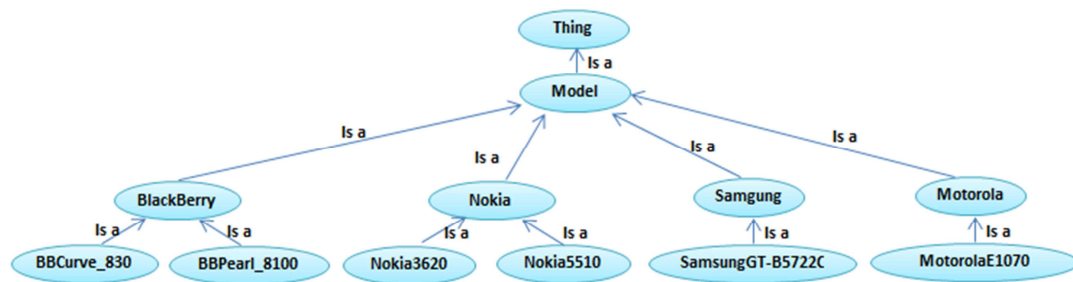 Thing
Is a
Model
Is a
Is a
Is a
Is a
BlackBerry
Nokia
Samgung
Motorola
Is a
Is a
Is a
Is a
Is a
Is a
BBCurve_830
BBPearl_8100
Nokia3620
Nokia5510
SamsungGT-B5722C
MotorolaE1070